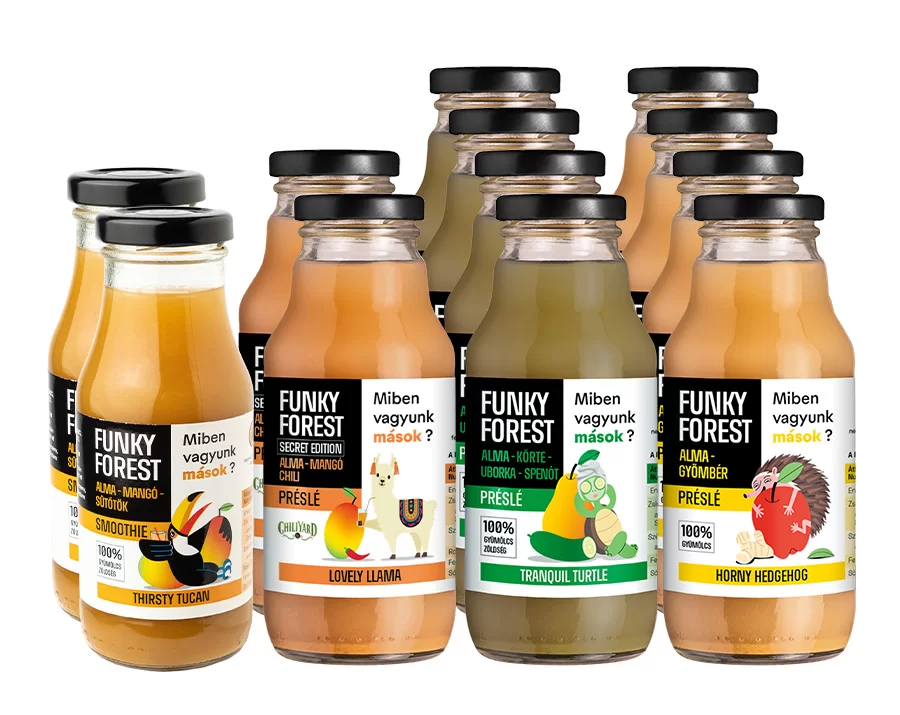 FUNKY
FOREST
ALMA - MANGÓ -
SÜTŐTÖK
SMOOTHIE
Miben
vagyunk
mások ?
100%
GYÜMÖLCS
ZÖLDSÉG
THIRSTY TUCAN
FUNKY
FOREST
SECRET EDITION
ALMA - MANGÓ
CHILI
PRÉSLÉ
Miben
vagyunk
mások ?
CHILIYARD
LOVELY LLAMA
FUNKY
FOREST
ALMA - KÖRTE -
UBORKA - SPENÓT
PRÉSLÉ
Miben
vagyunk
mások ?
100%
GYÜMÖLCS
ZÖLDSÉG
TRANQUIL TURTLE
FUNKY
FOREST
ALMA -
GYÖMBÉR
PRÉSLÉ
Miben
vagyunk
mások ?
100%
GYÜMÖLCS
HORNY HEDGEHOG